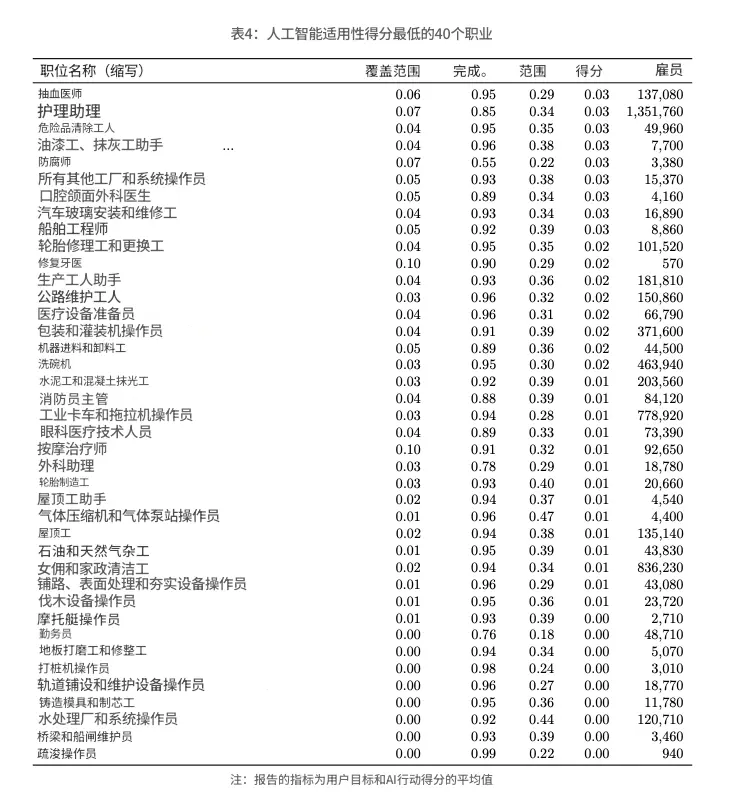 表4：人工智能适用性得分最低的40个职业
职位名称（缩写） 覆盖范围 完成。 范围 得分 雇员
抽血医师 0.06 0.95 0.29 0.03 137,080
护理助理 0.07 0.85 0.34 0.03 1,351,760
危险品清除工人 0.04 0.95 0.35 0.03 49,960
油漆工、抹灰工助手 ... 0.04 0.96 0.38 0.03 7,700
防腐师 0.07 0.55 0.22 0.03 3,380
所有其他工厂和系统操作员 0.05 0.93 0.38 0.03 15,370
口腔颌面外科医生 0.05 0.89 0.34 0.03 4,160
汽车玻璃安装和维修工 0.04 0.93 0.34 0.03 16,890
船舶工程师 0.05 0.92 0.39 0.03 8,860
轮胎修理工和更换工 0.04 0.95 0.35 0.02 101,520
修复牙医 0.10 0.90 0.29 0.02 570
生产工人助手 0.04 0.93 0.36 0.02 181,810
公路维护工人 0.03 0.96 0.32 0.02 150,860
医疗设备准备员 0.04 0.96 0.31 0.02 66,790
包装和灌装机操作员 0.04 0.91 0.39 0.02 371,600
机器进料和卸料工 0.05 0.89 0.36 0.02 44,500
洗碗机 0.03 0.95 0.30 0.02 463,940
水泥工和混凝土抹光工 0.03 0.92 0.39 0.01 203,560
消防员主管 0.04 0.88 0.39 0.01 84,120
工业卡车和拖拉机操作员 0.03 0.94 0.28 0.01 778,920
眼科医疗技术人员 0.04 0.89 0.33 0.01 73,390
按摩治疗师 0.10 0.91 0.32 0.01 92,650
外科助理 0.03 0.78 0.29 0.01 18,780
轮胎制造工 0.03 0.93 0.40 0.01 20,660
屋顶工助手 0.02 0.94 0.37 0.01 4,540
气体压缩机和气体泵站操作员 0.01 0.96 0.47 0.01 4,400
屋顶工 0.02 0.94 0.38 0.01 135,140
石油和天然气杂工 0.01 0.95 0.39 0.01 43,830
女佣和家政清洁工 0.02 0.94 0.34 0.01 836,230
铺路、表面处理和夯实设备操作员 0.01 0.96 0.29 0.01 43,080
伐木设备操作员 0.01 0.95 0.36 0.01 23,720
摩托艇操作员 0.01 0.93 0.39 0.00 2,710
勤务员 0.00 0.76 0.18 0.00 48,710
地板打磨工和修整工 0.00 0.94 0.34 0.00 5,070
打桩机操作员 0.00 0.98 0.24 0.00 3,010
轨道铺设和维护设备操作员 0.00 0.96 0.27 0.00 18,770
铸造模具和制芯工 0.00 0.95 0.36 0.00 11,780
水处理厂和系统操作员 0.00 0.92 0.44 0.00 120,710
桥梁和船闸维护员 0.00 0.93 0.39 0.00 3,460
疏浚操作员 0.00 0.99 0.22 0.00 940
注：报告的指标为用户目标和AI行动得分的平均值